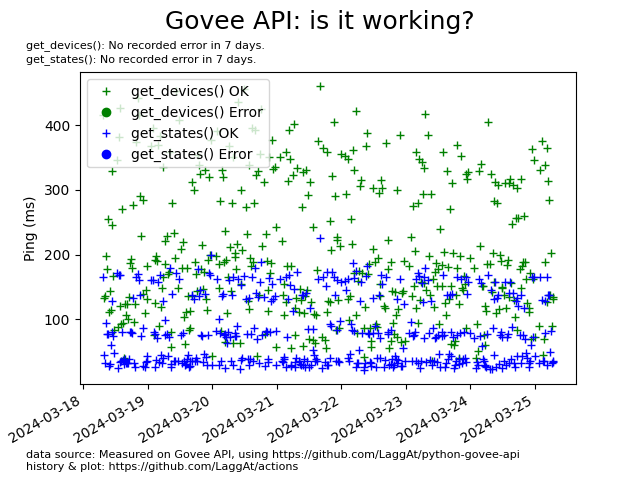 Govee API: is it working?
get_devices(): No recorded error in 7 days.
get_states(): No recorded error in 7 days.
get_devices() OK
get_devices() Error
get_states() OK
get_states() Error
Ping (ms)
400
300
200
100
2024-03-18
2024-03-19
2024-03-20
2024-03-21
2024-03-22
2024-03-23
2024-03-24
2024-03-25
data source: Measured on Govee API, using https://github.com/LaggAt/python-govee-api
history & plot: https://github.com/LaggAt/actions